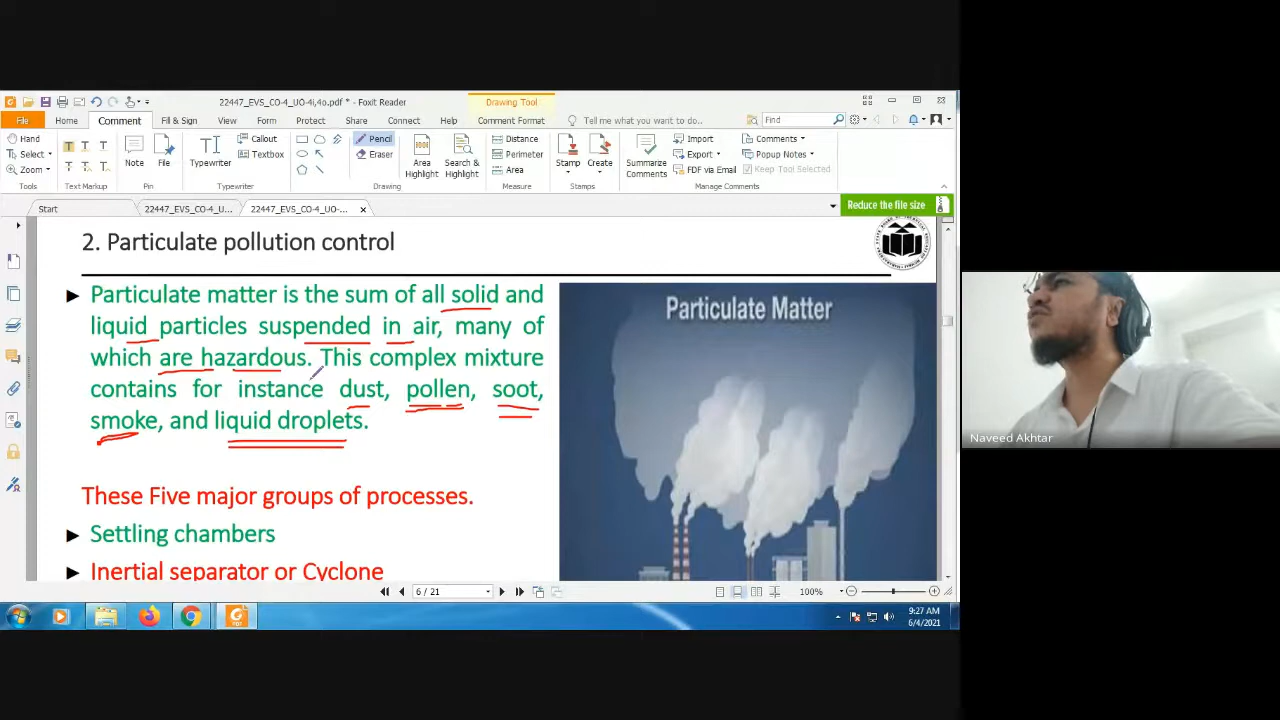 22447_EVS_CO-4_UO-4i,4o.pdf * - Foxit Reader
Drawing Tool
File Home Comment Fill & Sign View Form Protect Share Connect Help Comment Format Tell me what you want to do.. Find
Hand
Select
Zoom
Tools
Text Markup
Note
File
Pin
Typewriter
Callout
Textbox
Typewriter
Pencil
Eraser
Drawing
Area Highlight
Search & Highlight
Distance
Perimeter
Area
Measure
Stamp
Create
Stamps
Summarize Comments
Import
Export
FDF via Email
Comments
Popup Notes
Keep Tool Selected
Manage Comments
Start 22447_EVS_CO-4_U... 22447_EVS_CO-4_UO-... Reduce the file size
2. Particulate pollution control
Particulate matter is the sum of all solid and
liquid particles suspended in air, many of
which are hazardous. This complex mixture
contains for instance dust, pollen, soot,
smoke, and liquid droplets.
Particulate Matter
These Five major groups of processes.
Settling chambers
Inertial separator or Cyclone
Naveed Akhtar
6 / 21
100%
9:27 AM
6/4/2021